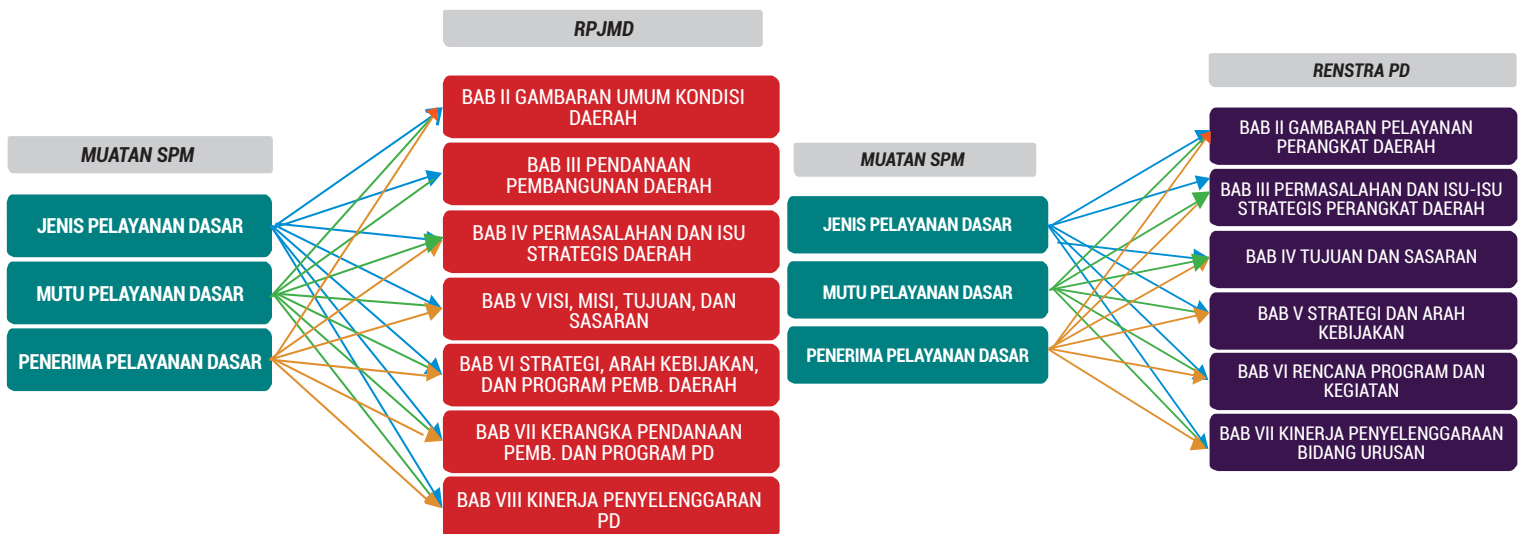 RPJMD
MUATAN SPM
JENIS PELAYANAN DASAR
MUTU PELAYANAN DASAR
PENERIMA PELAYANAN DASAR
BAB II GAMBARAN UMUM KONDISI
DAERAH
BAB III PENDANAAN
PEMBANGUNAN DAERAH
BAB IV PERMASALAHAN DAN ISU
STRATEGIS DAERAH
BAB V VISI, MISI, TUJUAN, DAN
SASARAN
BAB VI STRATEGI, ARAH KEBIJAKAN,
DAN PROGRAM PEMB. DAERAH
BAB VII KERANGKA PENDANAAN
PEMB. DAN PROGRAM PD
BAB VIII KINERJA PENYELENGGARAN
PD
RENSTRA PD
MUATAN SPM
JENIS PELAYANAN DASAR
MUTU PELAYANAN DASAR
PENERIMA PELAYANAN DASAR
BAB II GAMBARAN PELAYANAN
PERANGKAT DAERAH
BAB III PERMASALAHAN DAN ISU-ISU
STRATEGIS PERANGKAT DAERAH
BAB IV TUJUAN DAN SASARAN
BAB V STRATEGI DAN ARAH
KEBIJAKAN
BAB VI RENCANA PROGRAM DAN
KEGIATAN
BAB VII KINERJA PENYELENGGARAAN
BIDANG URUSAN